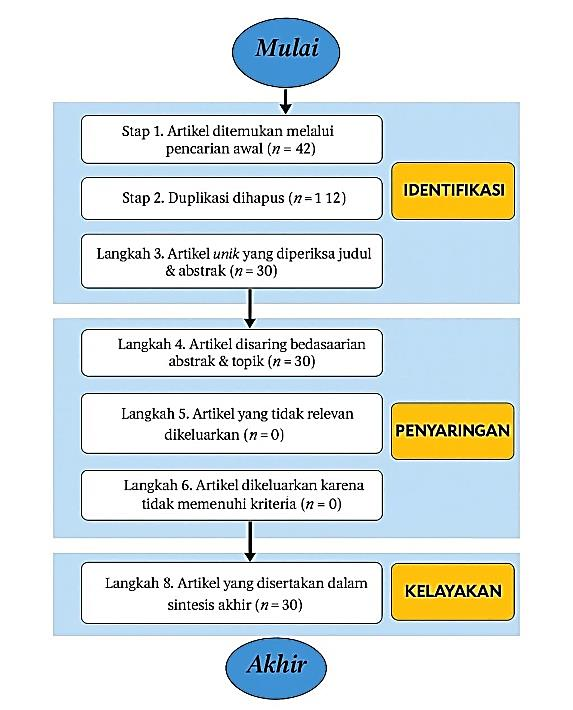 Mulai
Stap 1. Artikel ditemukan melalui
pencarian awal (n = 42)
Stap 2. Duplikasi dihapus (n = 1 12)
IDENTIFIKASI
Langkah 3. Artikel unik yang diperiksa judul
& abstrak (n = 30)
Langkah 4. Artikel disaring bedasaarian
abstrak & topik (n = 30)
Langkah 5. Artikel yang tidak relevan
dikeluarkan (n = 0)
PENYARINGAN
Langkah 6. Artikel dikeluarkan karena
tidak memenuhi kriteria (n = 0)
Langkah 8. Artikel yang disertakan dalam
sintesis akhir (n = 30)
KELAYAKAN
Akhir